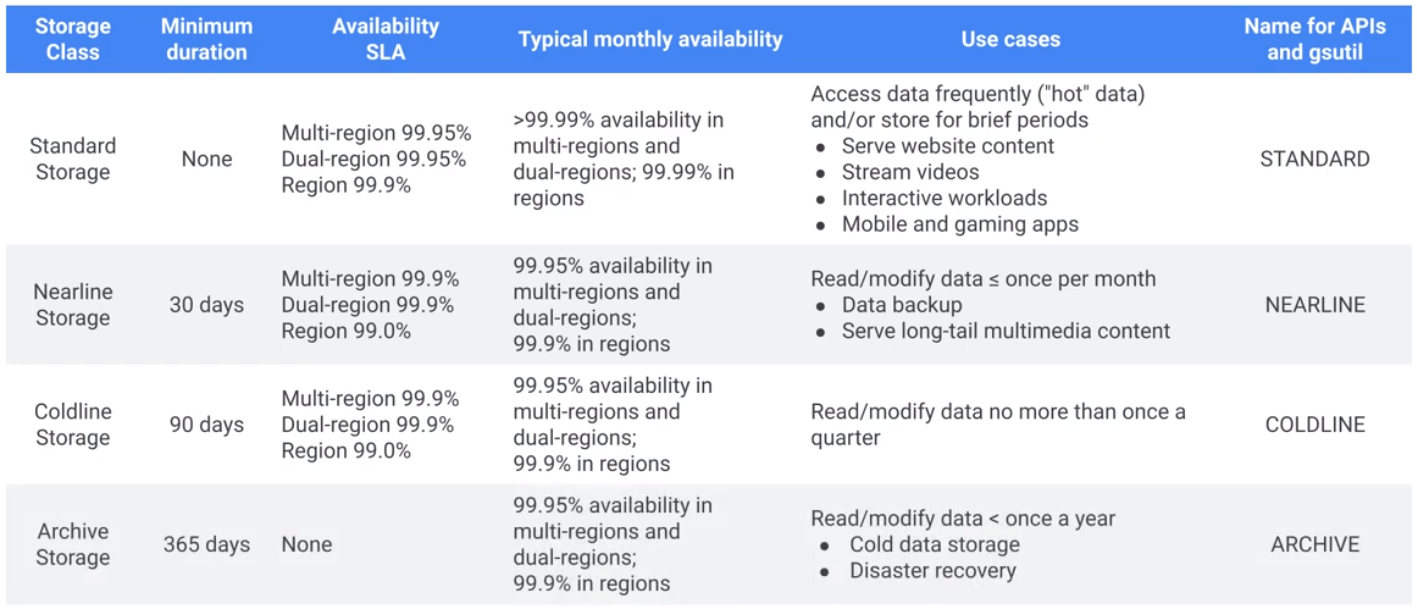 Storage Class
Minimum duration
Availability SLA
Typical monthly availability
Use cases
Name for APIs and gsutil
Standard Storage
None
Multi-region 99.95%
Dual-region 99.95%
Region 99.9%
>99.99% availability in
multi-regions and
dual-regions; 99.99% in
regions
Access data frequently ("hot" data)
and/or store for brief periods
● Serve website content
● Stream videos
● Interactive workloads
● Mobile and gaming apps
STANDARD
Nearline Storage
30 days
Multi-region 99.9%
Dual-region 99.9%
Region 99.0%
99.95% availability in
multi-regions and
dual-regions;
99.9% in regions
Read/modify data ≤ once per month
● Data backup
● Serve long-tail multimedia content
NEARLINE
Coldline Storage
90 days
Multi-region 99.9%
Dual-region 99.9%
Region 99.0%
99.95% availability in
multi-regions and
dual-regions;
99.9% in regions
Read/modify data no more than once a
quarter
COLDLINE
Archive Storage
365 days
None
99.95% availability in
multi-regions and
dual-regions;
99.9% in regions
Read/modify data < once a year
● Cold data storage
● Disaster recovery
ARCHIVE